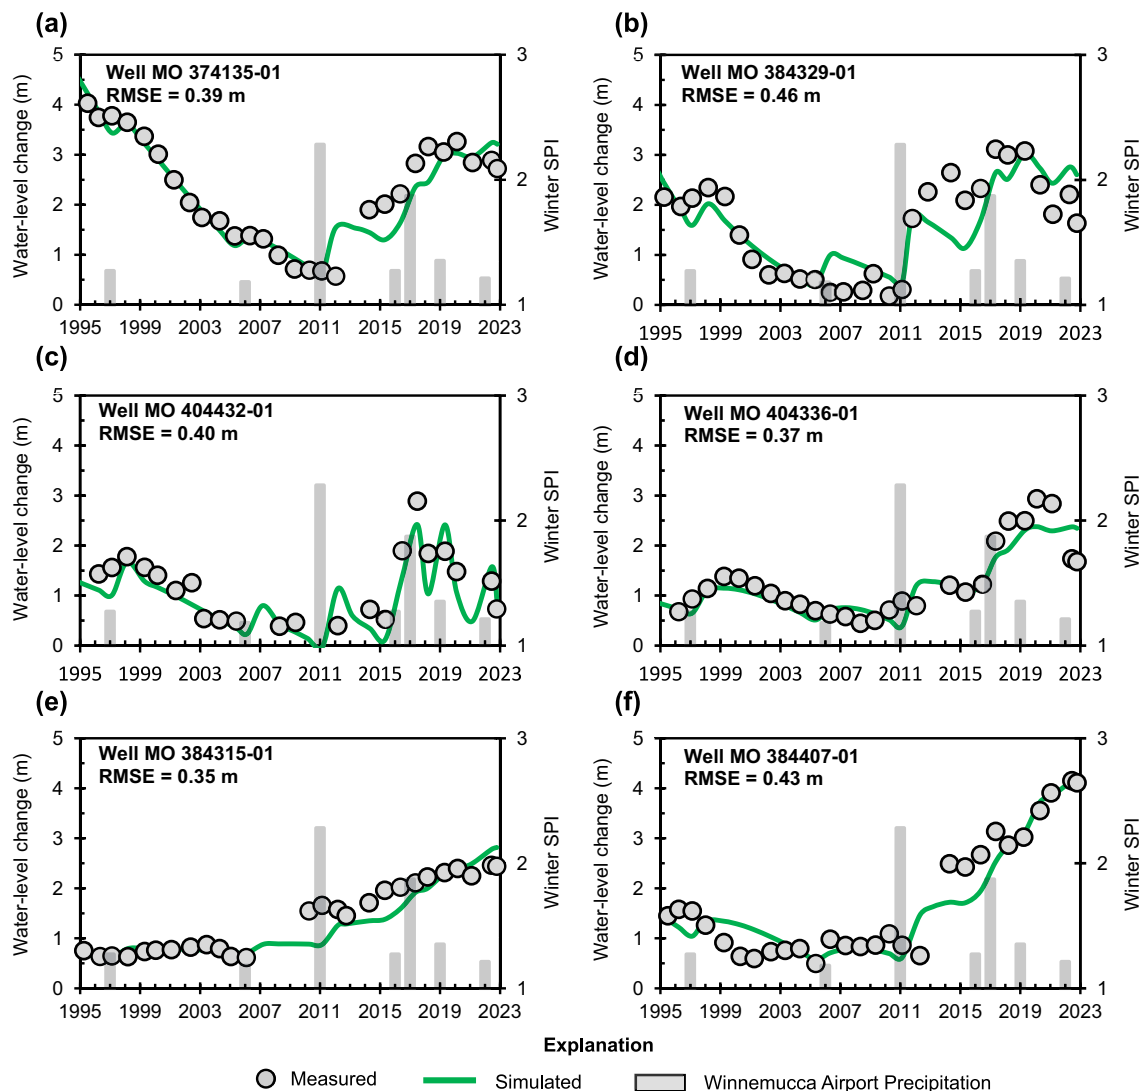 (a)
Well MO 374135-01
RMSE = 0.39 m
Water-level change (m)
5
4
3
2
1
0
3
2
1
Winter SPI
1995 1999 2003 2007 2011 2015 2019 2023
(b)
Well MO 384329-01
RMSE = 0.46 m
Water-level change (m)
5
4
3
2
1
0
3
2
1
Winter SPI
1995 1999 2003 2007 2011 2015 2019 2023
(c)
Well MO 404432-01
RMSE = 0.40 m
Water-level change (m)
5
4
3
2
1
0
3
2
1
Winter SPI
1995 1999 2003 2007 2011 2015 2019 2023
(d)
Well MO 404336-01
RMSE = 0.37 m
Water-level change (m)
5
4
3
2
1
0
3
2
1
Winter SPI
1995 1999 2003 2007 2011 2015 2019 2023
(e)
Well MO 384315-01
RMSE = 0.35 m
Water-level change (m)
5
4
3
2
1
0
3
2
1
Winter SPI
1995 1999 2003 2007 2011 2015 2019 2023
(f)
Well MO 384407-01
RMSE = 0.43 m
Water-level change (m)
5
4
3
2
1
0
3
2
1
Winter SPI
1995 1999 2003 2007 2011 2015 2019 2023
Explanation
Measured Simulated Winnemucca Airport Precipitation